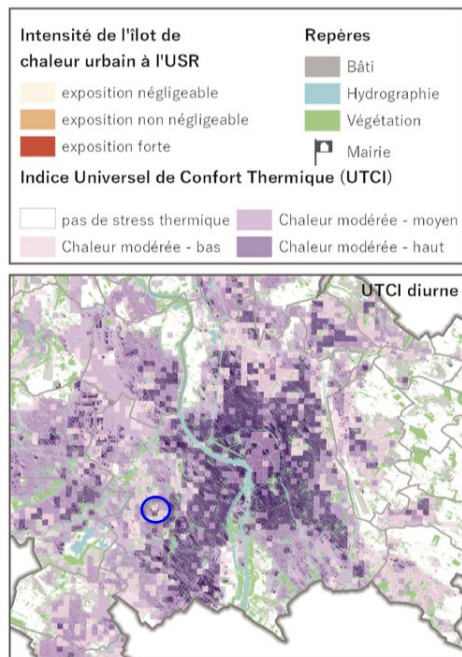 Intensité de l'îlot de
chaleur urbain à l'USR
exposition négligeable
exposition non négligeable
exposition forte
Repères
Bâti
Hydrographie
Végétation
Mairie
Indice Universel de Confort Thermique (UTCI)
pas de stress thermique
Chaleur modérée - bas
Chaleur modérée - moyen
Chaleur modérée - haut
UTCI diurne